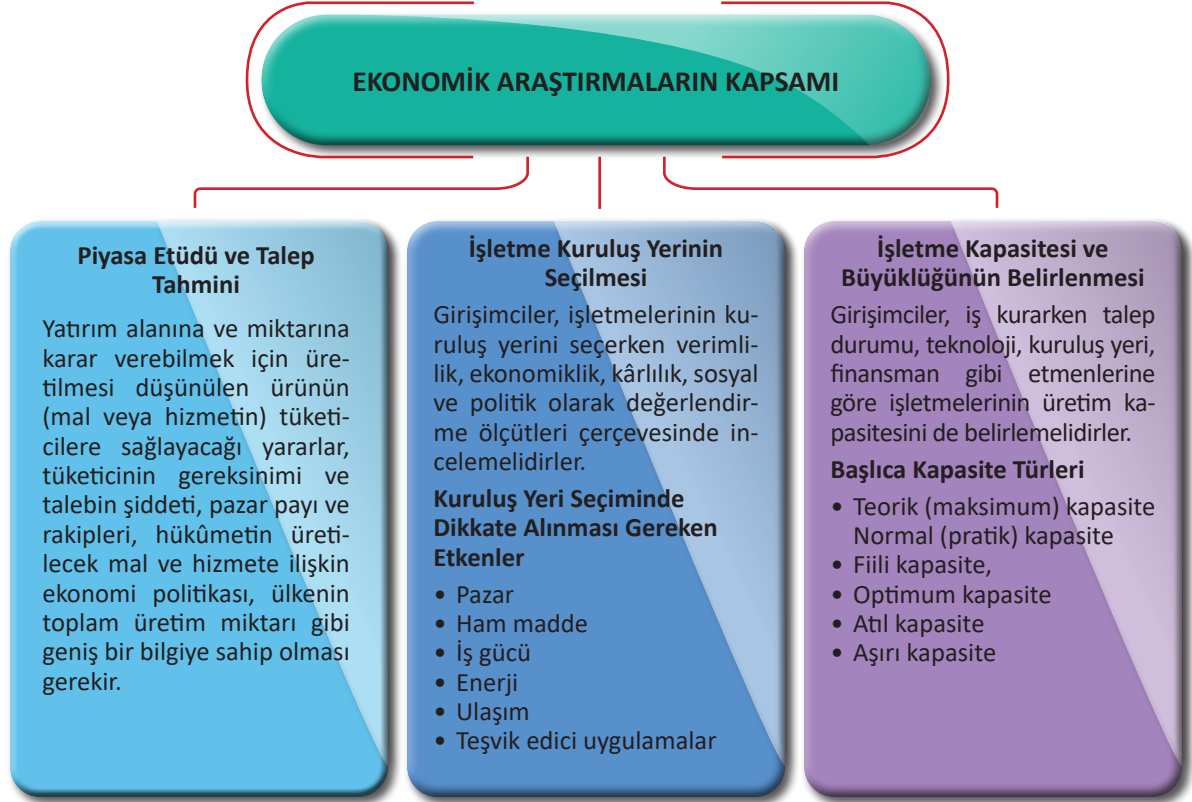 EKONOMİK ARAŞTIRMALARIN KAPSAMI
Piyasa Etüdü ve Talep
Tahmini
Yatırım alanına ve miktarına
karar verebilmek için üre-
tilmesi düşünülen ürünün
(mal veya hizmetin) tüketi-
cilere sağlayacağı yararlar,
tüketicinin gereksinimi ve
talebin şiddeti, pazar payı ve
rakipleri, hükûmetin üreti-
lecek mal ve hizmete ilişkin
ekonomi politikası, ülkenin
toplam üretim miktarı gibi
geniş bir bilgiye sahip olması
gerekir.
İşletme Kuruluş Yerinin
Seçilmesi
Girişimciler, işletmelerinin ku-
ruluş yerini seçerken verimli-
lik, ekonomiklik, kârlılık, sosyal
ve politik olarak değerlendir-
me ölçütleri çerçevesinde in-
celemelidirler.
Kuruluş Yeri Seçiminde
Dikkate Alınması Gereken
Etkenler
• Pazar
• Ham madde
• İş gücü
• Enerji
• Ulaşım
• Teşvik edici uygulamalar
İşletme Kapasitesi ve
Büyüklüğünün Belirlenmesi
Girişimciler, iş kurarken talep
durumu, teknoloji, kuruluş yeri,
finansman gibi etmenlerine
göre işletmelerinin üretim ka-
pasitesini de belirlemelidirler.
Başlıca Kapasite Türleri
• Teorik (maksimum) kapasite
Normal (pratik) kapasite
• Fiili kapasite,
• Optimum kapasite
• Atıl kapasite
• Aşırı kapasite